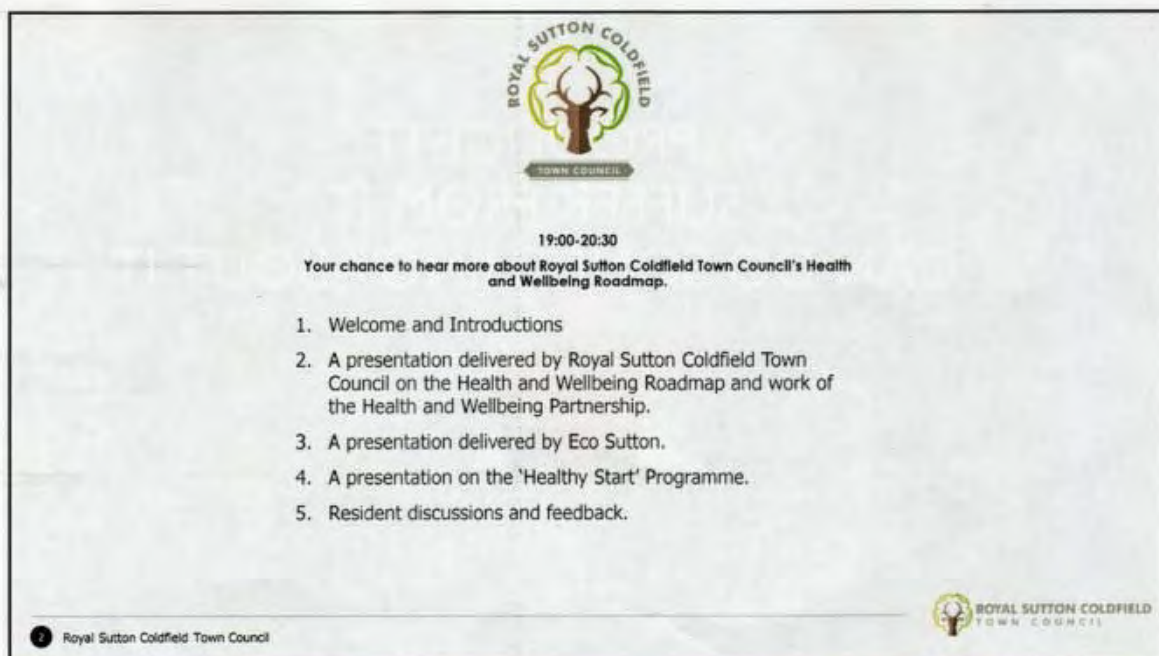 ROYAL SUTTON COLDFIELD
TOWN COUNCIL
19:00-20:30
Your chance to hear more about Royal Sutton Coldfield Town Council's Health
and Wellbeing Roadmap.
1. Welcome and Introductions
2. A presentation delivered by Royal Sutton Coldfield Town
Council on the Health and Wellbeing Roadmap and work of
the Health and Wellbeing Partnership.
3. A presentation delivered by Eco Sutton.
4. A presentation on the 'Healthy Start' Programme.
5. Resident discussions and feedback.
2 Royal Sutton Coldfield Town Council
ROYAL SUTTON COLDFIELD
TOWN COUNCIL